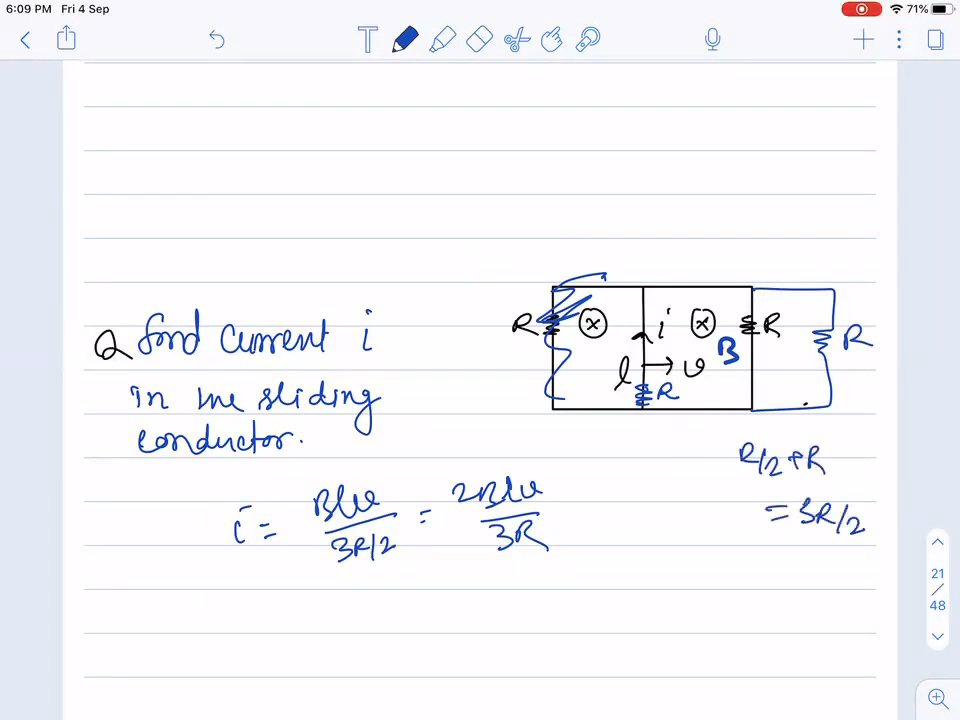 6:09 PM Fri 4 Sep
71%
T
Q find current i
in the sliding
conductor.
R
i
l
v
B
R
R
R
R/2 + R
= 3R/2
i = Blv / 3R/2 = 2Blv / 3R
21
/
48